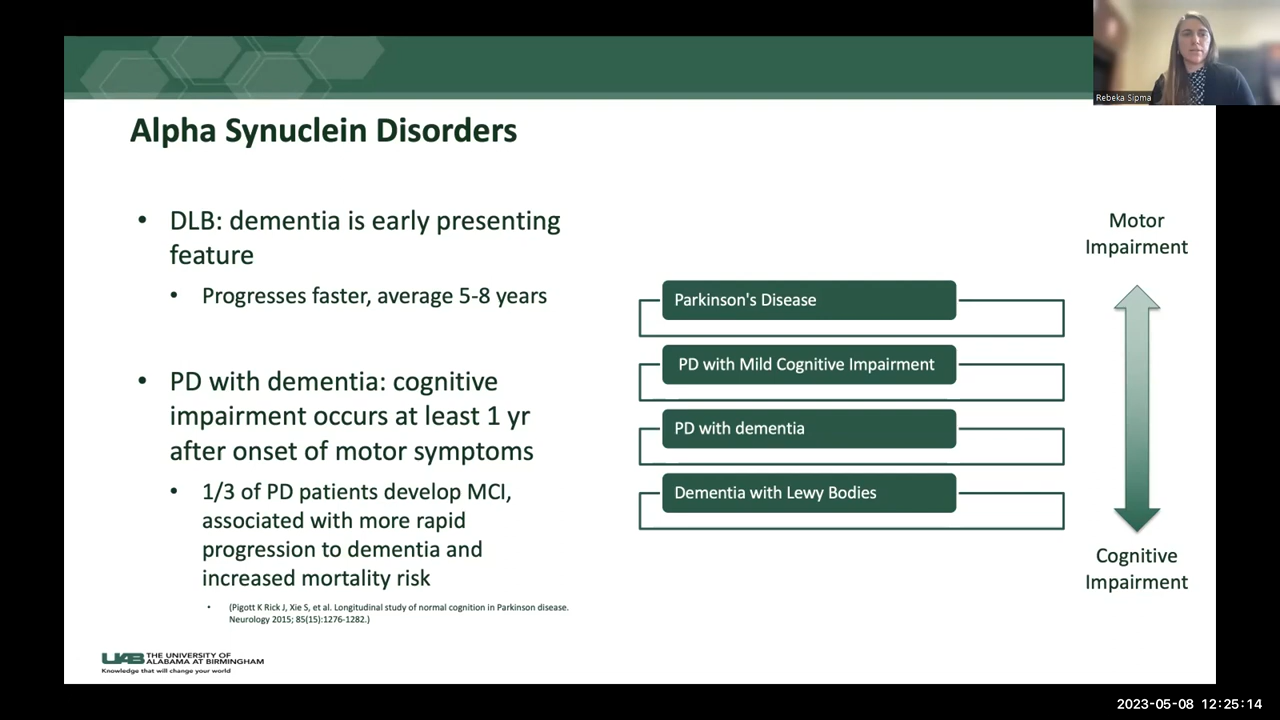 Rebeka Sipma
Alpha Synuclein Disorders
• DLB: dementia is early presenting
feature
• Progresses faster, average 5-8 years
• PD with dementia: cognitive
impairment occurs at least 1 yr
after onset of motor symptoms
• 1/3 of PD patients develop MCI,
associated with more rapid
progression to dementia and
increased mortality risk
• (Pigott K Rick J, Xie S, et al. Longitudinal study of normal cognition in Parkinson disease.
Neurology 2015; 85(15):1276-1282.)
Motor
Impairment
Parkinson's Disease
PD with Mild Cognitive Impairment
PD with dementia
Dementia with Lewy Bodies
Cognitive
Impairment
UAB THE UNIVERSITY OF
ALABAMA AT BIRMINGHAM
Knowledge that will change your world
2023-05-08 12:25:14